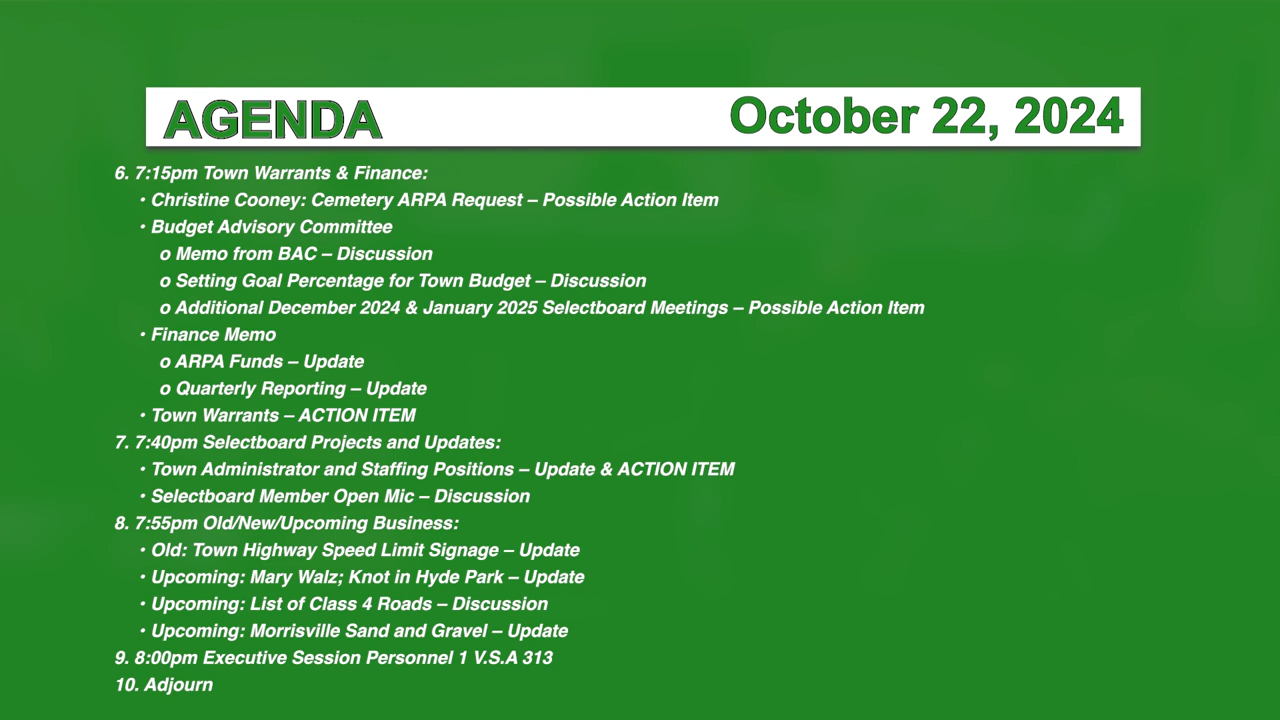 AGENDA October 22, 2024
6. 7:15pm Town Warrants & Finance:
• Christine Cooney: Cemetery ARPA Request – Possible Action Item
• Budget Advisory Committee
o Memo from BAC – Discussion
o Setting Goal Percentage for Town Budget – Discussion
o Additional December 2024 & January 2025 Selectboard Meetings – Possible Action Item
• Finance Memo
o ARPA Funds – Update
o Quarterly Reporting – Update
• Town Warrants – ACTION ITEM
7. 7:40pm Selectboard Projects and Updates:
• Town Administrator and Staffing Positions – Update & ACTION ITEM
• Selectboard Member Open Mic – Discussion
8. 7:55pm Old/New/Upcoming Business:
• Old: Town Highway Speed Limit Signage – Update
• Upcoming: Mary Walz; Knot in Hyde Park – Update
• Upcoming: List of Class 4 Roads – Discussion
• Upcoming: Morrisville Sand and Gravel – Update
9. 8:00pm Executive Session Personnel 1 V.S.A 313
10. Adjourn